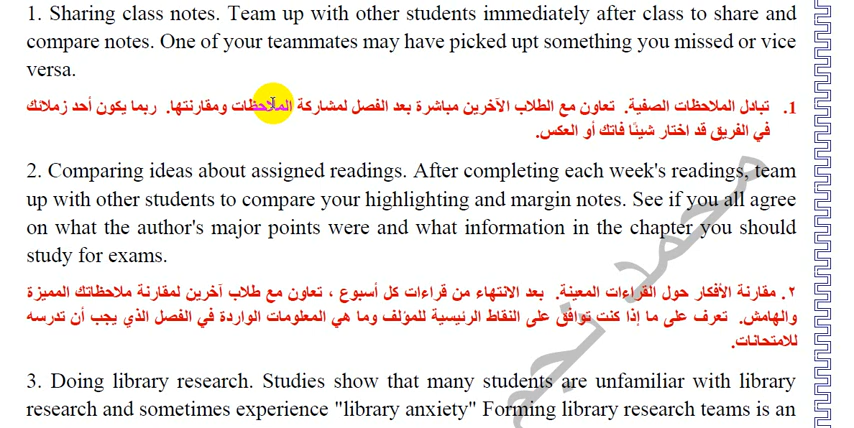 1. Sharing class notes. Team up with other students immediately after class to share and
compare notes. One of your teammates may have picked upt something you missed or vice
versa.
1. تبادل الملاحظات الصفية. تعاون مع الطلاب الآخرين مباشرة بعد الفصل لمشاركة الملاحظات ومقارنتها. ربما يكون أحد زملائك
في الفريق قد اختار شيئًا فاتك أو العكس.
2. Comparing ideas about assigned readings. After completing each week's readings, team
up with other students to compare your highlighting and margin notes. See if you all agree
on what the author's major points were and what information in the chapter you should
study for exams.
٢. مقارنة الأفكار حول القراءات المعينة. بعد الانتهاء من قراءات كل أسبوع ، تعاون مع طلاب آخرين لمقارنة ملاحظاتك المميزة
والهامش. تعرف على ما إذا كنت توافق على النقاط الرئيسية للمؤلف وما هي المعلومات الواردة في الفصل الذي يجب أن تدرسه
للامتحانات.
3. Doing library research. Studies show that many students are unfamiliar with library
research and sometimes experience "library anxiety" Forming library research teams is an
محمد نجم